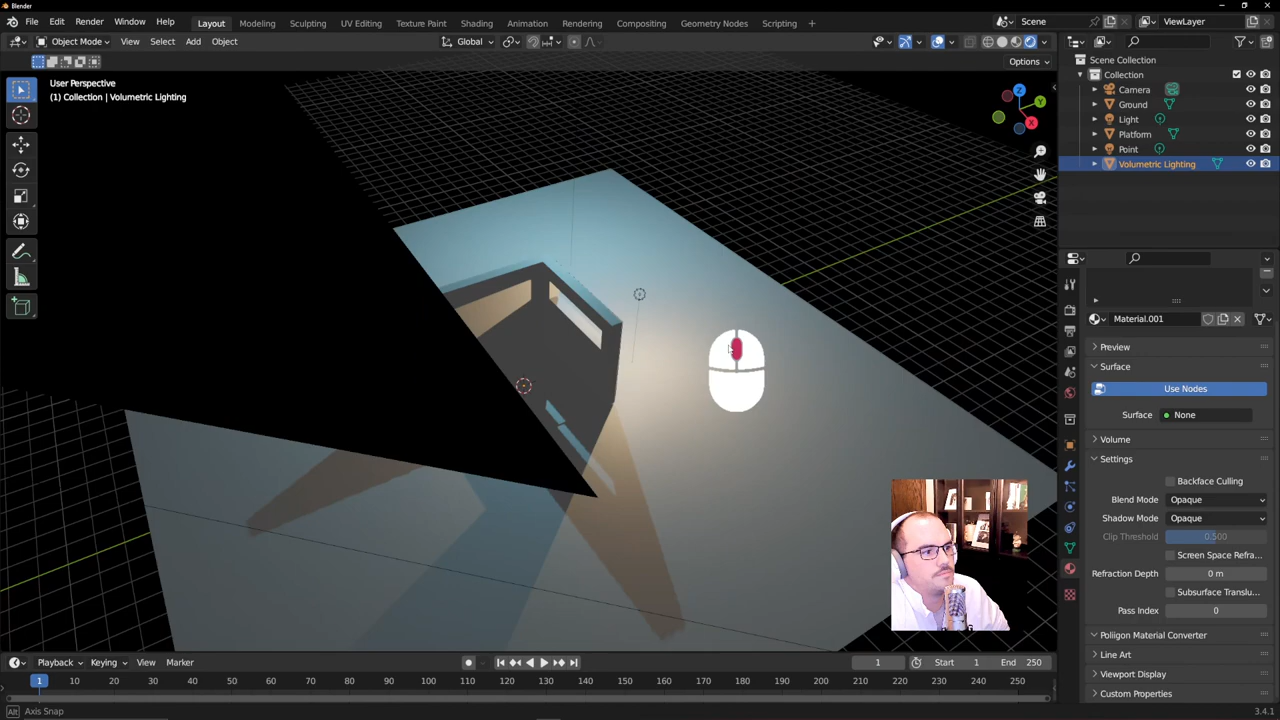 Blender
File Edit Render Window Help
Layout Modeling Sculpting UV Editing Texture Paint Shading Animation Rendering Compositing Geometry Nodes Scripting +
Scene
ViewLayer
Object Mode View Select Add Object
Global
Options
User Perspective
(1) Collection | Volumetric Lighting
Z
Y
X
Scene Collection
Collection
Camera
Ground
Light
Platform
Point
Volumetric Lighting
Material.001
Preview
Surface
Use Nodes
Surface None
Volume
Settings
Backface Culling
Blend Mode Opaque
Shadow Mode Opaque
Clip Threshold 0.500
Screen Space Refra...
Refraction Depth 0 m
Subsurface Translu...
Pass Index 0
Poliigon Material Converter
Line Art
Viewport Display
Custom Properties
Playback Keying View Marker
1 Start 1 End 250
1 10 20 30 40 50 60 70 80 90 100 110 120 130 140 150 160 170 180 190 200 210 220 230 240 250
Alt Axis Snap
3.4.1